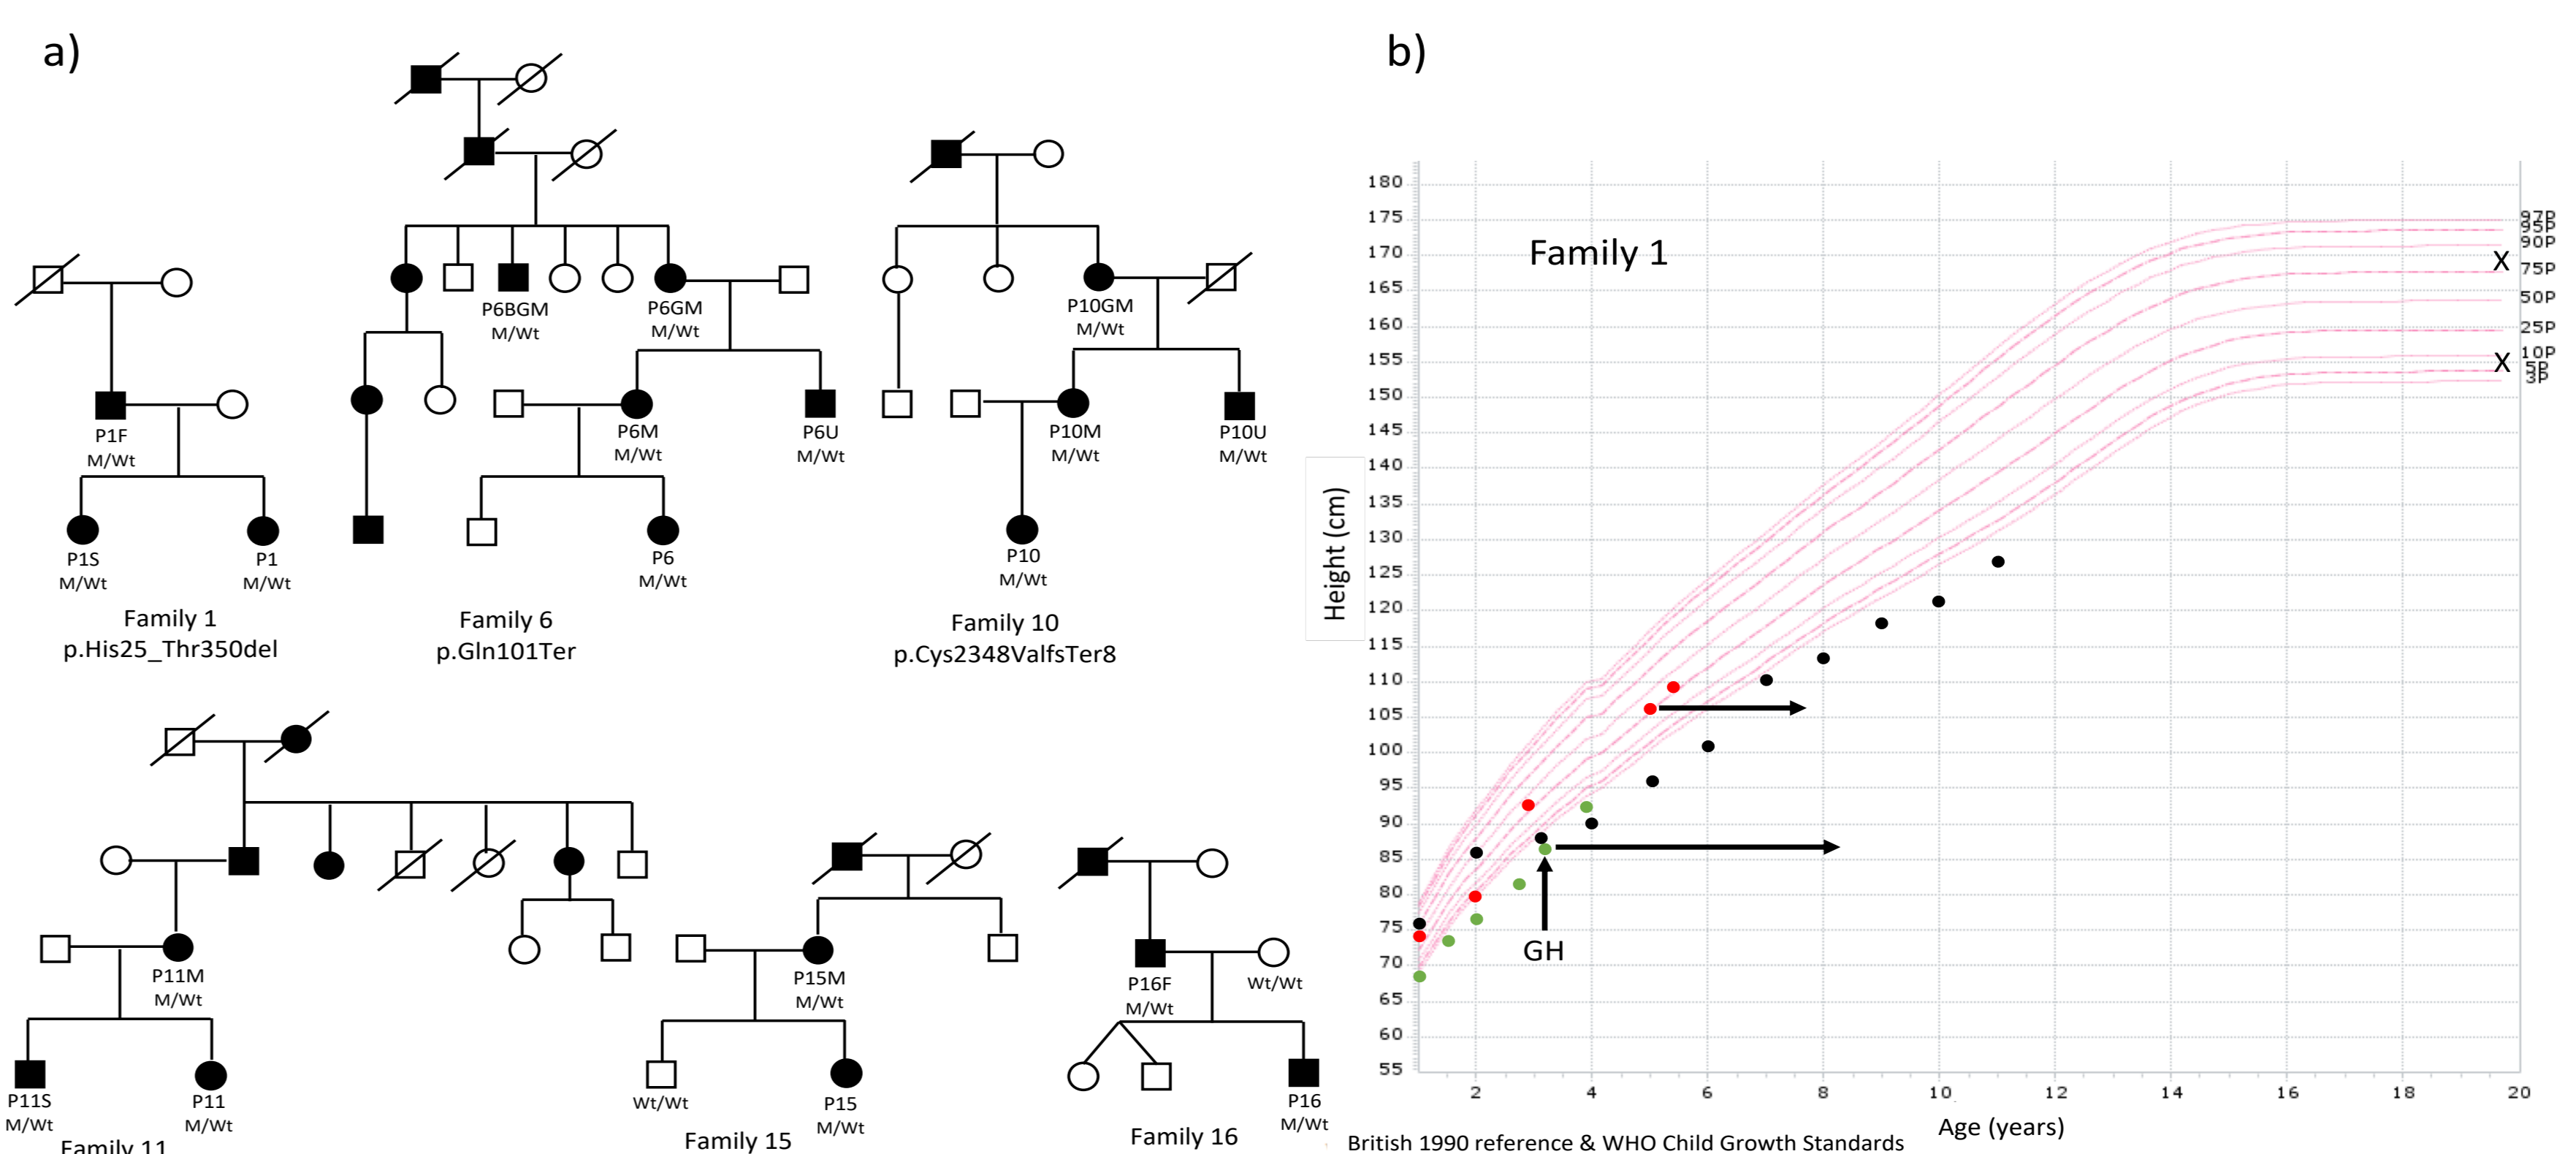 a)
P6BGM
M/Wt
P6GM
M/Wt
P10GM
M/Wt
P1F
M/Wt
P6M
M/Wt
P6U
M/Wt
P10M
M/Wt
P10U
M/Wt
P1S
M/Wt
P1
M/Wt
P6
M/Wt
P10
M/Wt
Family 1
p.His25_Thr350del
Family 6
p.Gln101Ter
Family 10
p.Cys2348ValfsTer8
P11M
M/Wt
P15M
M/Wt
P16F
M/Wt
Wt/Wt
P11S
M/Wt
P11
M/Wt
Wt/Wt
P15
M/Wt
P16
M/Wt
Family 11
Family 15
Family 16
b)
Family 1
Height (cm)
180
175
170
165
160
155
150
145
140
135
130
125
120
115
110
105
100
95
90
85
80
75
70
65
60
55
97P
95P
90P
X
75P
50P
25P
10P
X
5P
3P
GH
2 4 6 8 10 12 14 16 18 20
Age (years)
British 1990 reference & WHO Child Growth Standards